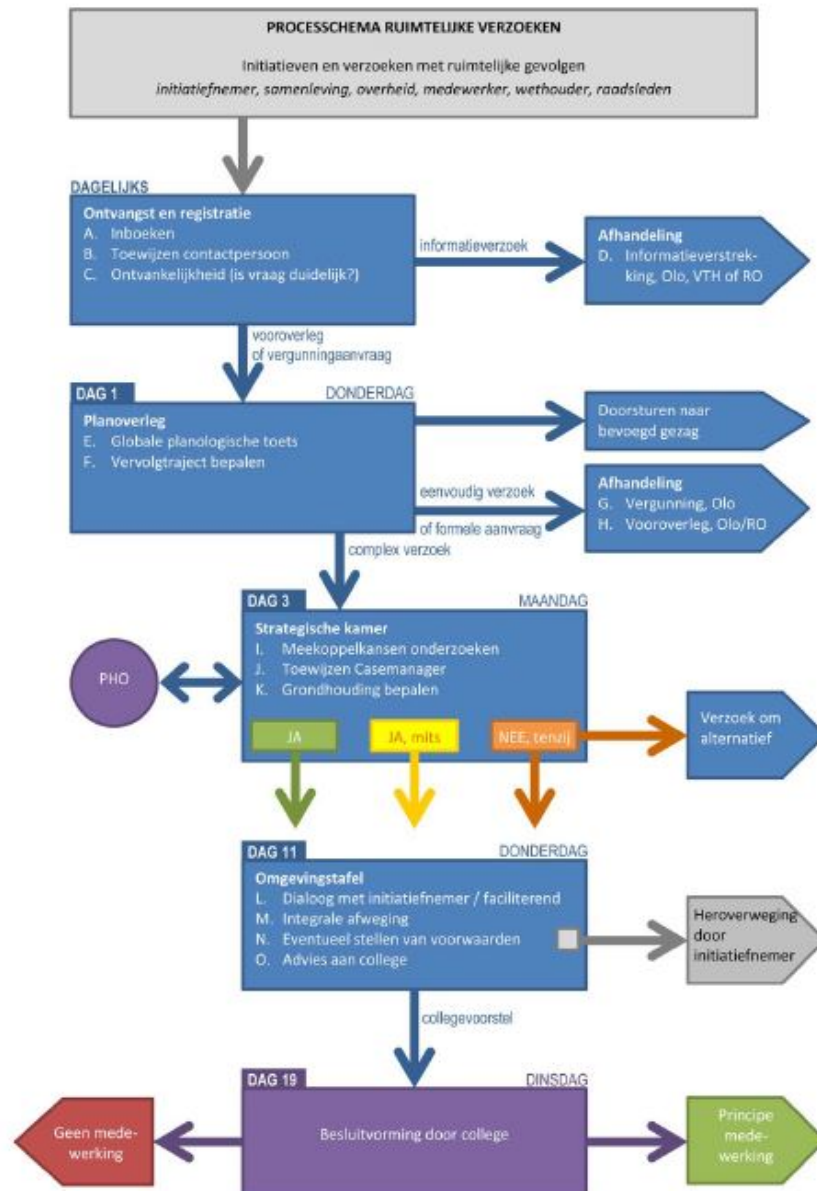 PROCESSCHEMA RUIMTELIJKE VERZOEKEN
Initiatieven en verzoeken met ruimtelijke gevolgen
initiatiefnemer, samenleving, overheid, medewerker, wethouder, raadsleden
DAGELIJKS
Ontvangst en registratie
A. Inboeken
B. Toewijzen contactpersoon
C. Ontvankelijkheid (is vraag duidelijk?)
informatieverzoek
Afhandeling
D. Informatieverstrek-
king, Olo, VTH of RO
vooroverleg
of vergunningaanvraag
DAG 1
DONDERDAG
Planoverleg
E. Globale planologische toets
F. Vervolgtraject bepalen
Doorsturen naar
bevoegd gezag
eenvoudig verzoek
of formele aanvraag
Afhandeling
G. Vergunning, Olo
H. Vooroverleg, Olo/RO
complex verzoek
DAG 3
MAANDAG
Strategische kamer
I. Meekoppelkansen onderzoeken
J. Toewijzen Casemanager
K. Grondhouding bepalen
PHO
JA
JA, mits
NEE, tenzij
Verzoek om
alternatief
DAG 11
DONDERDAG
Omgevingstafel
L. Dialoog met initiatiefnemer / faciliterend
M. Integrale afweging
N. Eventueel stellen van voorwaarden
O. Advies aan college
Heroverweging
door
initiatiefnemer
collegevoorstel
DAG 19
DINSDAG
Geen mede-
werking
Besluitvorming door college
Principe
mede-
werking